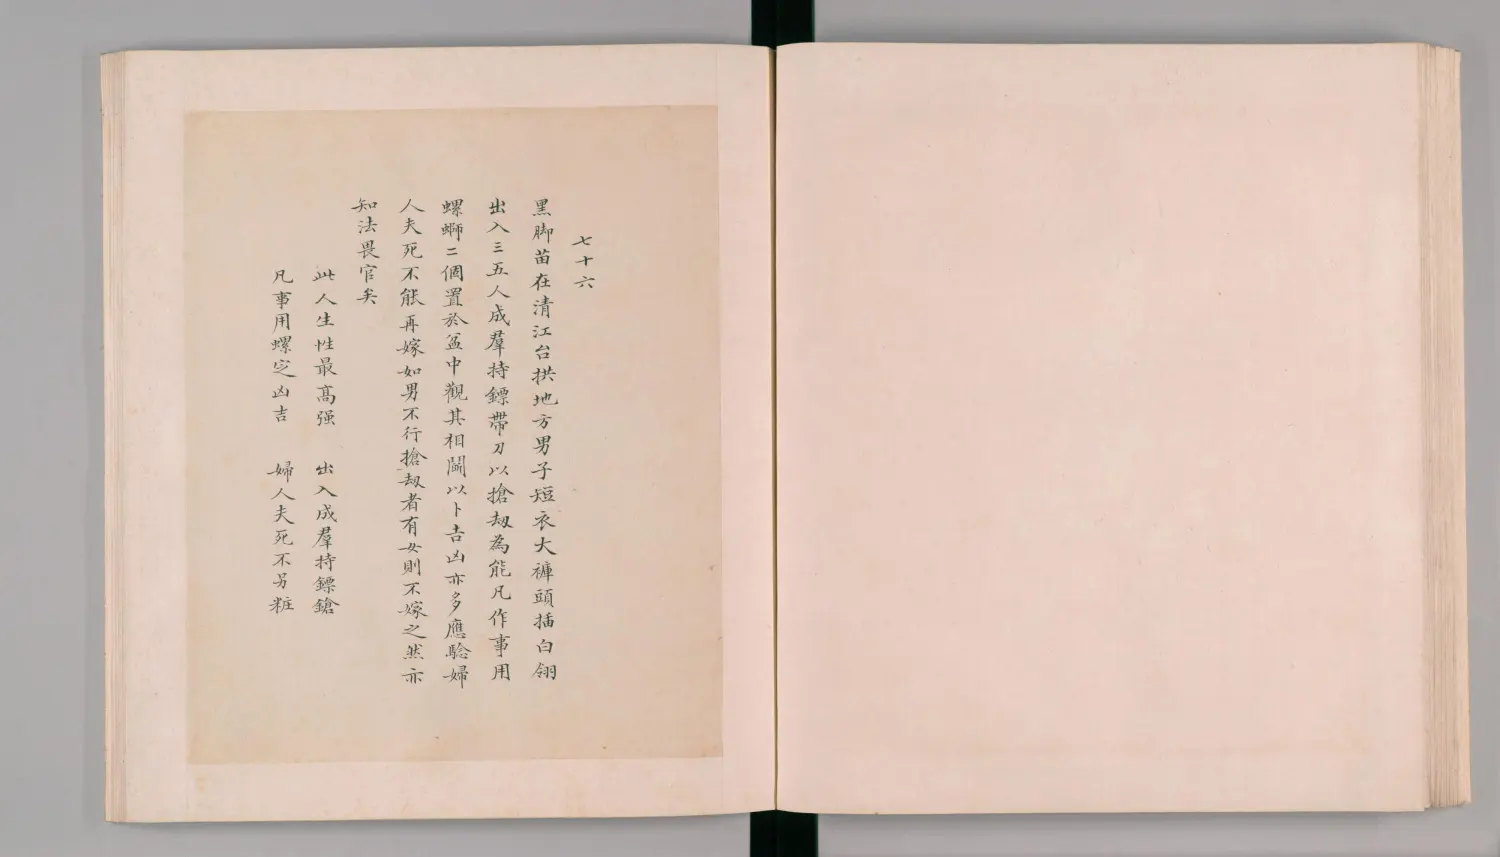 七十六
黑脚苗在清江台拱地方男子短衣大褲頭插白翎
出入三五人成羣持鏢帶刀以搶刼為能凡作事用
螺螄二個置於盆中觀其相鬪以卜吉凶亦多應驗婦
人夫死不能再嫁如男不行搶刼者有女則不嫁之然亦
知法畏官矣
此人生性最高强 出入成羣持鏢鎗
凡事用螺定凶吉 婦人夫死不另粧